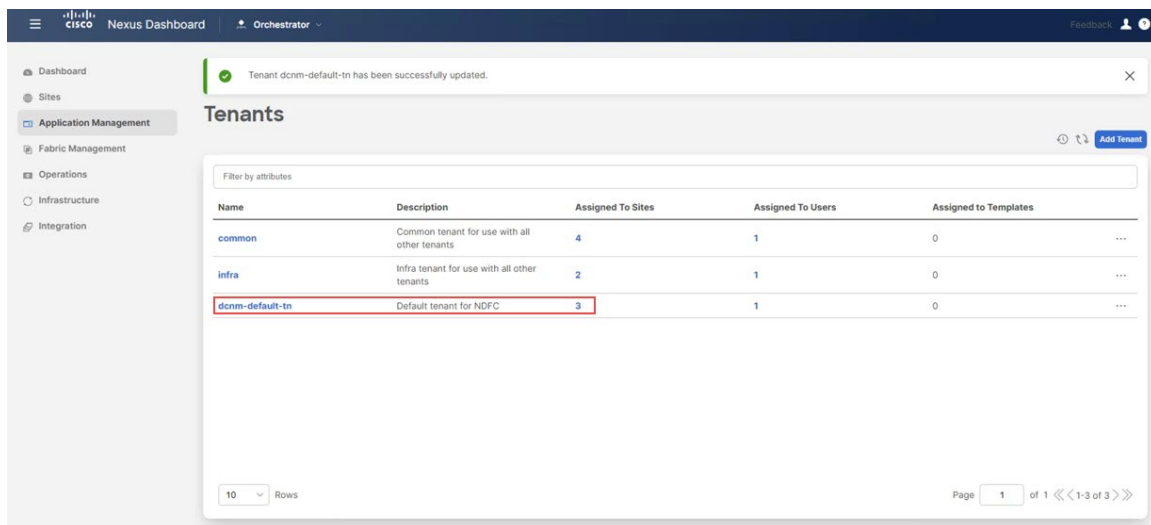 CISCO Nexus Dashboard Orchestrator Feedback
Dashboard
Sites
Application Management
Fabric Management
Operations
Infrastructure
Integration
Tenant dcnm-default-tn has been successfully updated.
Tenants
Add Tenant
Filter by attributes
Name Description Assigned To Sites Assigned To Users Assigned to Templates
common Common tenant for use with all other tenants 4 1 0 ...
infra Infra tenant for use with all other tenants 2 1 0 ...
dcnm-default-tn Default tenant for NDFC 3 1 0 ...
10 Rows Page 1 of 1 1-3 of 3